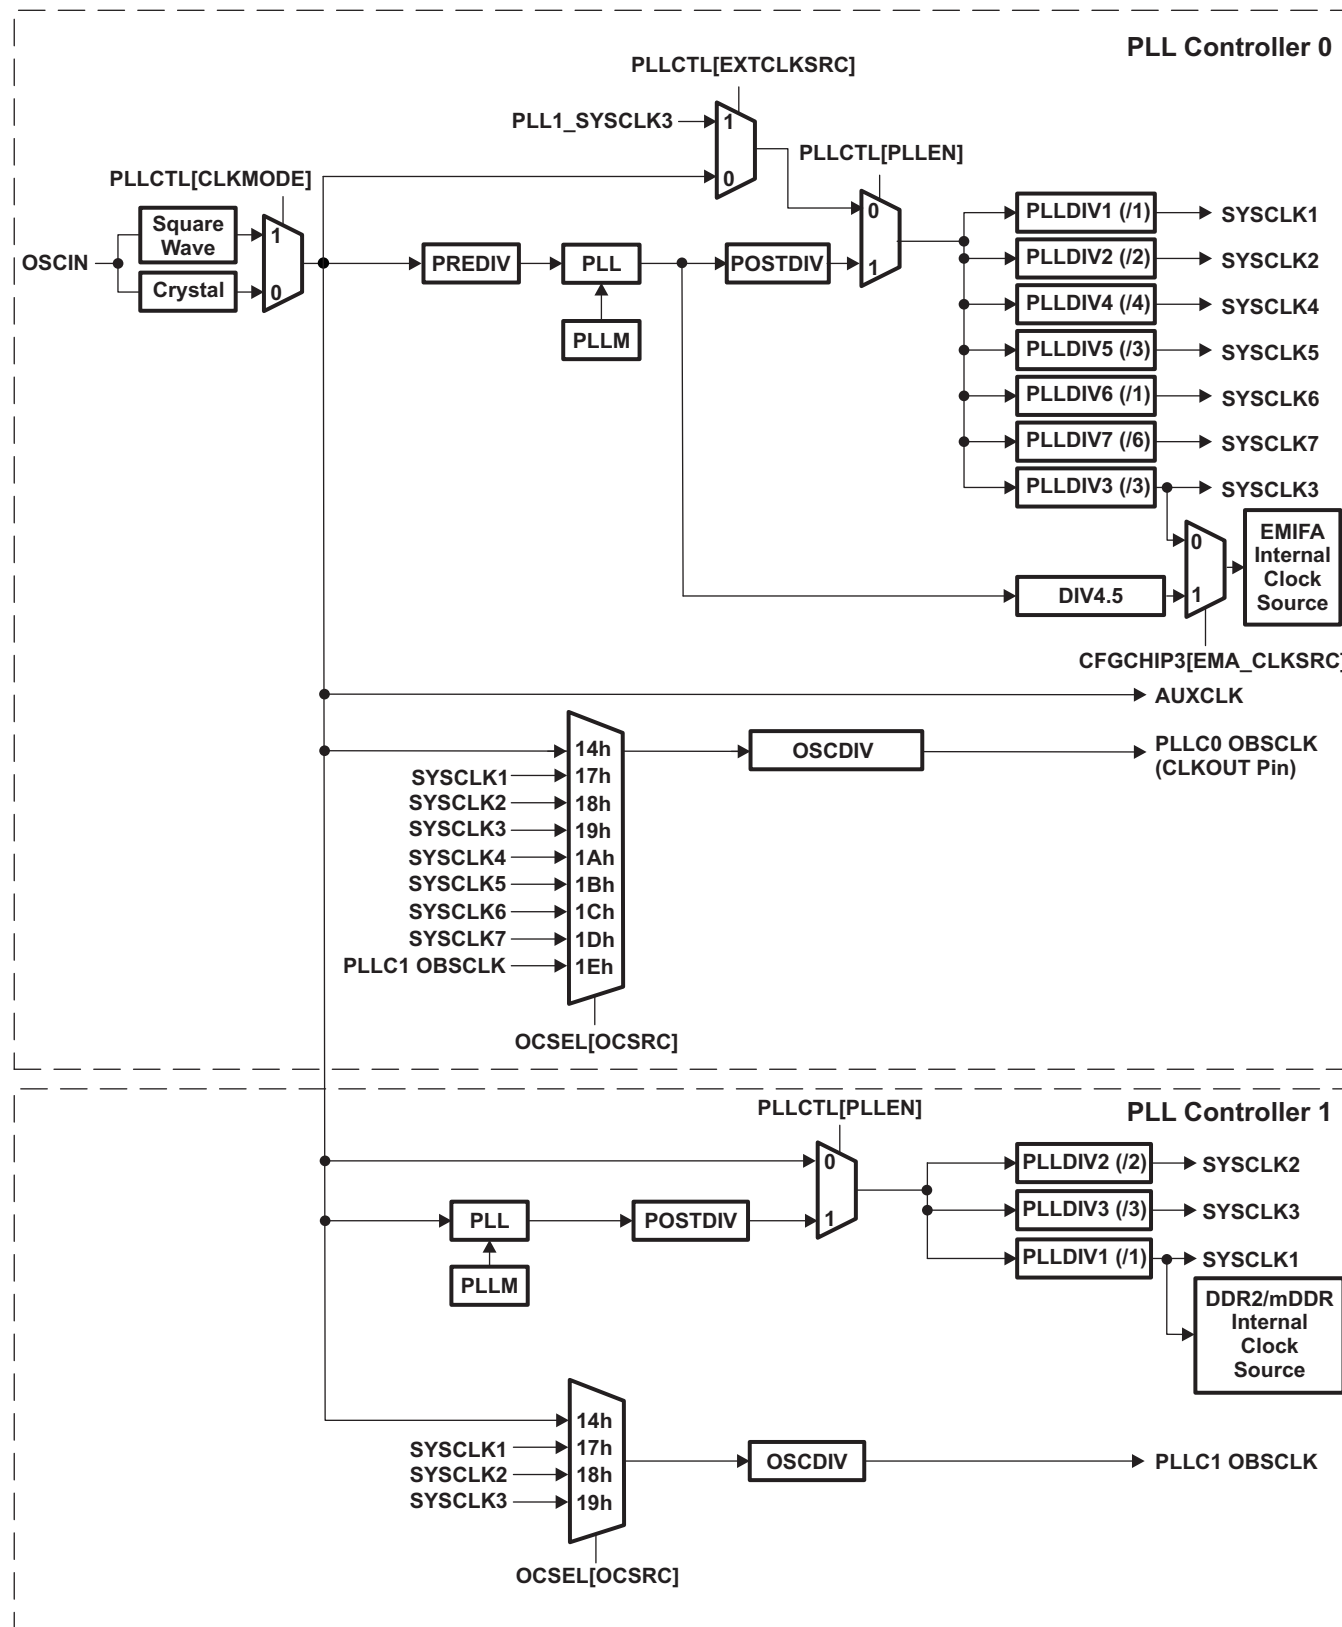 PLL Controller 0
PLLCTL[EXTCLKSRC]
PLL1_SYSCLK3
1
0
PLLCTL[PLLEN]
0
1
PLLCTL[CLKMODE]
OSCIN
Square
Wave
Crystal
1
0
PREDIV
PLL
POSTDIV
PLLM
PLLDIV1 (/1)
SYSCLK1
PLLDIV2 (/2)
SYSCLK2
PLLDIV4 (/4)
SYSCLK4
PLLDIV5 (/3)
SYSCLK5
PLLDIV6 (/1)
SYSCLK6
PLLDIV7 (/6)
SYSCLK7
PLLDIV3 (/3)
SYSCLK3
0
1
EMIFA
Internal
Clock
Source
DIV4.5
CFGCHIP3[EMA_CLKSRC]
AUXCLK
14h
SYSCLK1
17h
SYSCLK2
18h
SYSCLK3
19h
SYSCLK4
1Ah
SYSCLK5
1Bh
SYSCLK6
1Ch
SYSCLK7
1Dh
PLLC1 OBSCLK
1Eh
OCSEL[OCSRC]
OSCDIV
PLLC0 OBSCLK
(CLKOUT Pin)
PLL Controller 1
PLLCTL[PLLEN]
0
1
PLL
POSTDIV
PLLM
PLLDIV2 (/2)
SYSCLK2
PLLDIV3 (/3)
SYSCLK3
PLLDIV1 (/1)
SYSCLK1
DDR2/mDDR
Internal
Clock
Source
14h
SYSCLK1
17h
SYSCLK2
18h
SYSCLK3
19h
OCSEL[OCSRC]
OSCDIV
PLLC1 OBSCLK